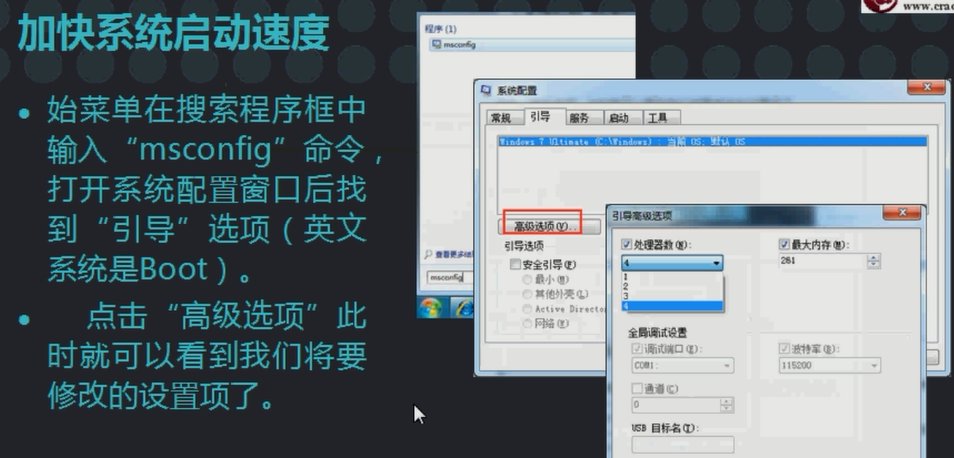 加快系统启动速度
www.crac
始菜单在搜索程序框中
输入“msconfig”命令，
打开系统配置窗口后找
到“引导”选项（英文
系统是Boot）。
点击“高级选项”此
时就可以看到我们将要
修改的设置项了。
程序 (1)
msconfig
查看更多结
msconfig
系统配置
常规 引导 服务 启动 工具
Windows 7 Ultimate (C:\Windows) : 当前 OS; 默认 OS
高级选项(V)...
引导选项
安全引导(F)
最小(M)
其他外壳(L)
Active Directo
网络(W)
引导高级选项
处理器数(N):
最大内存(M):
4
281
1
2
3
4
全局调试设置
调试端口(E):
波特率(B):
COM1:
115200
通道(C)
0
USB 目标名(T):